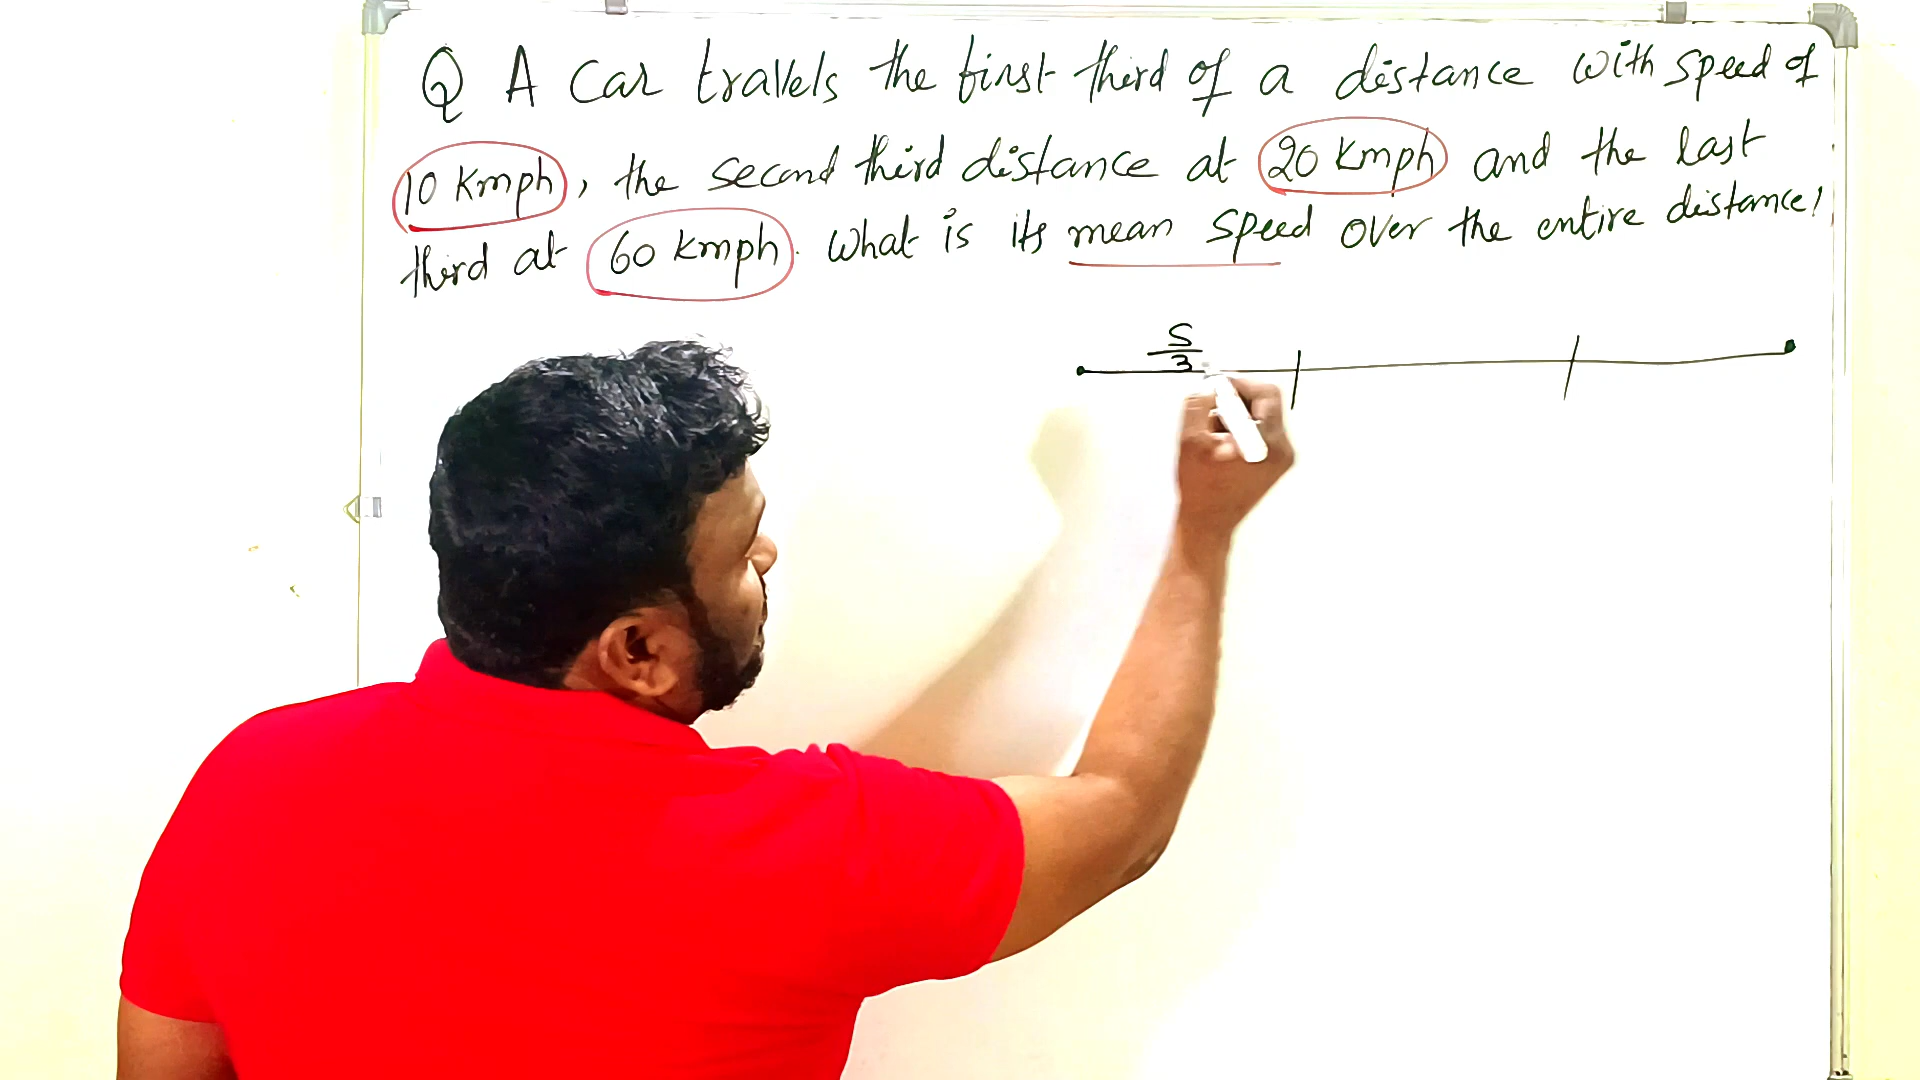 Q A Car travels the first third of a distance with speed of
10 Kmph, the second third distance at 20 Kmph and the last
third at 60 Kmph. What is its mean speed over the entire distance?
S
3